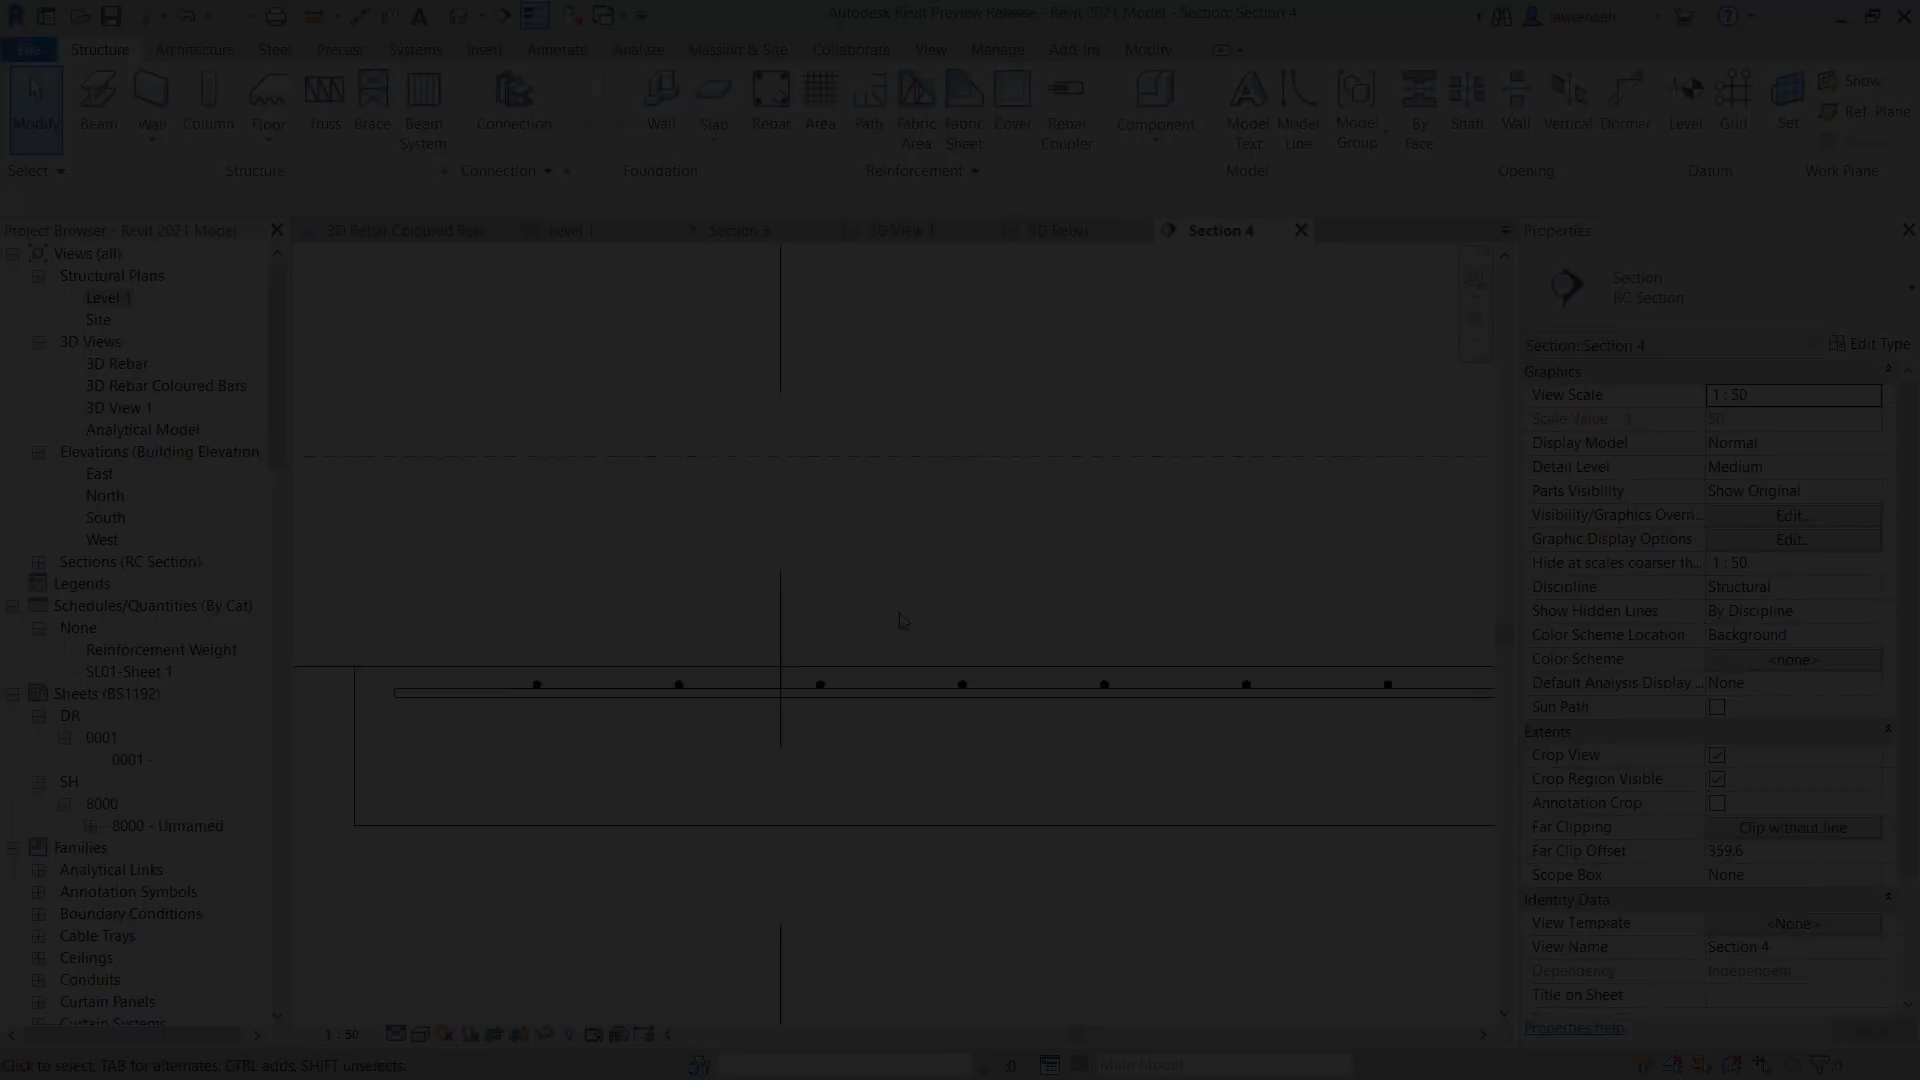 Autodesk Revit Preview Release - Revit 2021 Model - Section: Section 4
lawrenceh
File Structure Architecture Steel Precast Systems Insert Annotate Analyze Massing & Site Collaborate View Manage Add-Ins Modify
Modify Beam Wall Column Floor Truss Brace Beam System Connection Wall Slab Rebar Area Path Fabric Area Fabric Sheet Cover Rebar Coupler Component Model Text Model Line Model Group By Face Shaft Wall Vertical Dormer Level Grid Set Show Ref Plane
Select Structure Connection Foundation Reinforcement Model Opening Datum Work Plane
Project Browser - Revit 2021 Model
3D Rebar Coloured Bars Level 1 Section 3 3D View 1 3D Rebar Section 4
Properties
Views (all)
Structural Plans
Level 1
Site
3D Views
3D Rebar
3D Rebar Coloured Bars
3D View 1
Analytical Model
Elevations (Building Elevation
East
North
South
West
Sections (RC Section)
Legends
Schedules/Quantities (By Cat)
None
Reinforcement Weight
SL01-Sheet 1
Sheets (BS1192)
DR
0001
0001 -
SH
8000
8000 - Unnamed
Families
Analytical Links
Annotation Symbols
Boundary Conditions
Cable Trays
Ceilings
Conduits
Curtain Panels
Curtain Systems
Section
RC Section
Section: Section 4 Edit Type
Graphics
View Scale 1 : 50
Scale Value 1: 50
Display Model Normal
Detail Level Medium
Parts Visibility Show Original
Visibility/Graphics Overri... Edit...
Graphic Display Options Edit...
Hide at scales coarser th... 1 : 50
Discipline Structural
Show Hidden Lines By Discipline
Color Scheme Location Background
Color Scheme <none>
Default Analysis Display ... None
Sun Path
Extents
Crop View
Crop Region Visible
Annotation Crop
Far Clipping Clip without line
Far Clip Offset 359.6
Scope Box None
Identity Data
View Template <None>
View Name Section 4
Dependency Independent
Title on Sheet
Properties help
1 : 50
Click to select, TAB for alternates, CTRL adds, SHIFT unselects.
:0
Main Model
:0